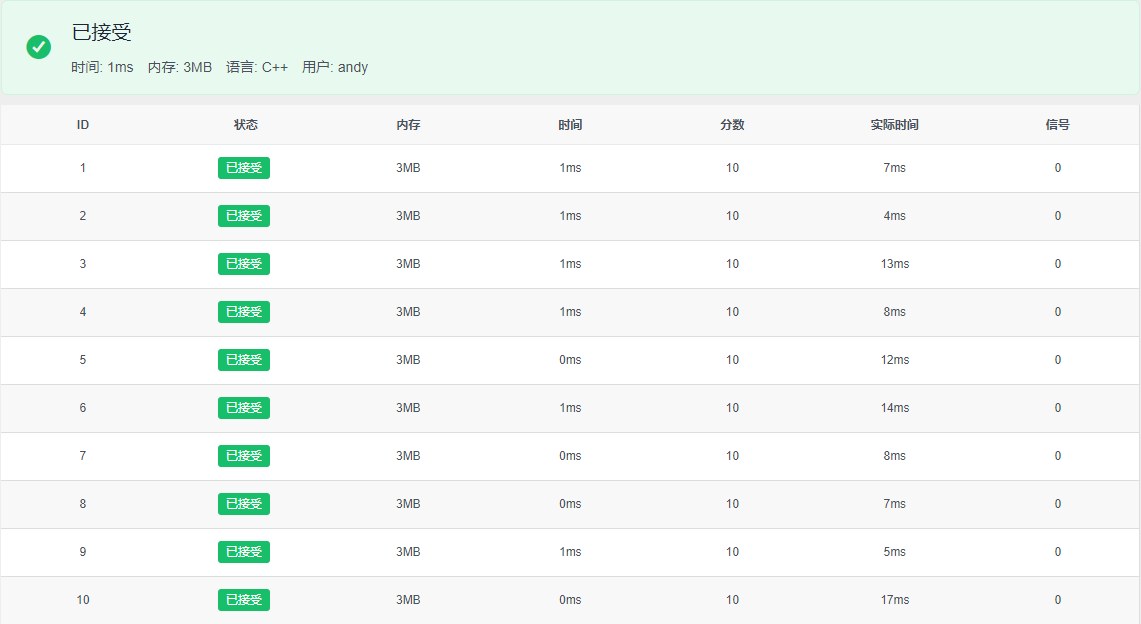 已接受
时间: 1ms 内存: 3MB 语言: C++ 用户: andy
ID 状态 内存 时间 分数 实际时间 信号
1 已接受 3MB 1ms 10 7ms 0
2 已接受 3MB 1ms 10 4ms 0
3 已接受 3MB 1ms 10 13ms 0
4 已接受 3MB 1ms 10 8ms 0
5 已接受 3MB 0ms 10 12ms 0
6 已接受 3MB 1ms 10 14ms 0
7 已接受 3MB 0ms 10 8ms 0
8 已接受 3MB 0ms 10 7ms 0
9 已接受 3MB 1ms 10 5ms 0
10 已接受 3MB 0ms 10 17ms 0